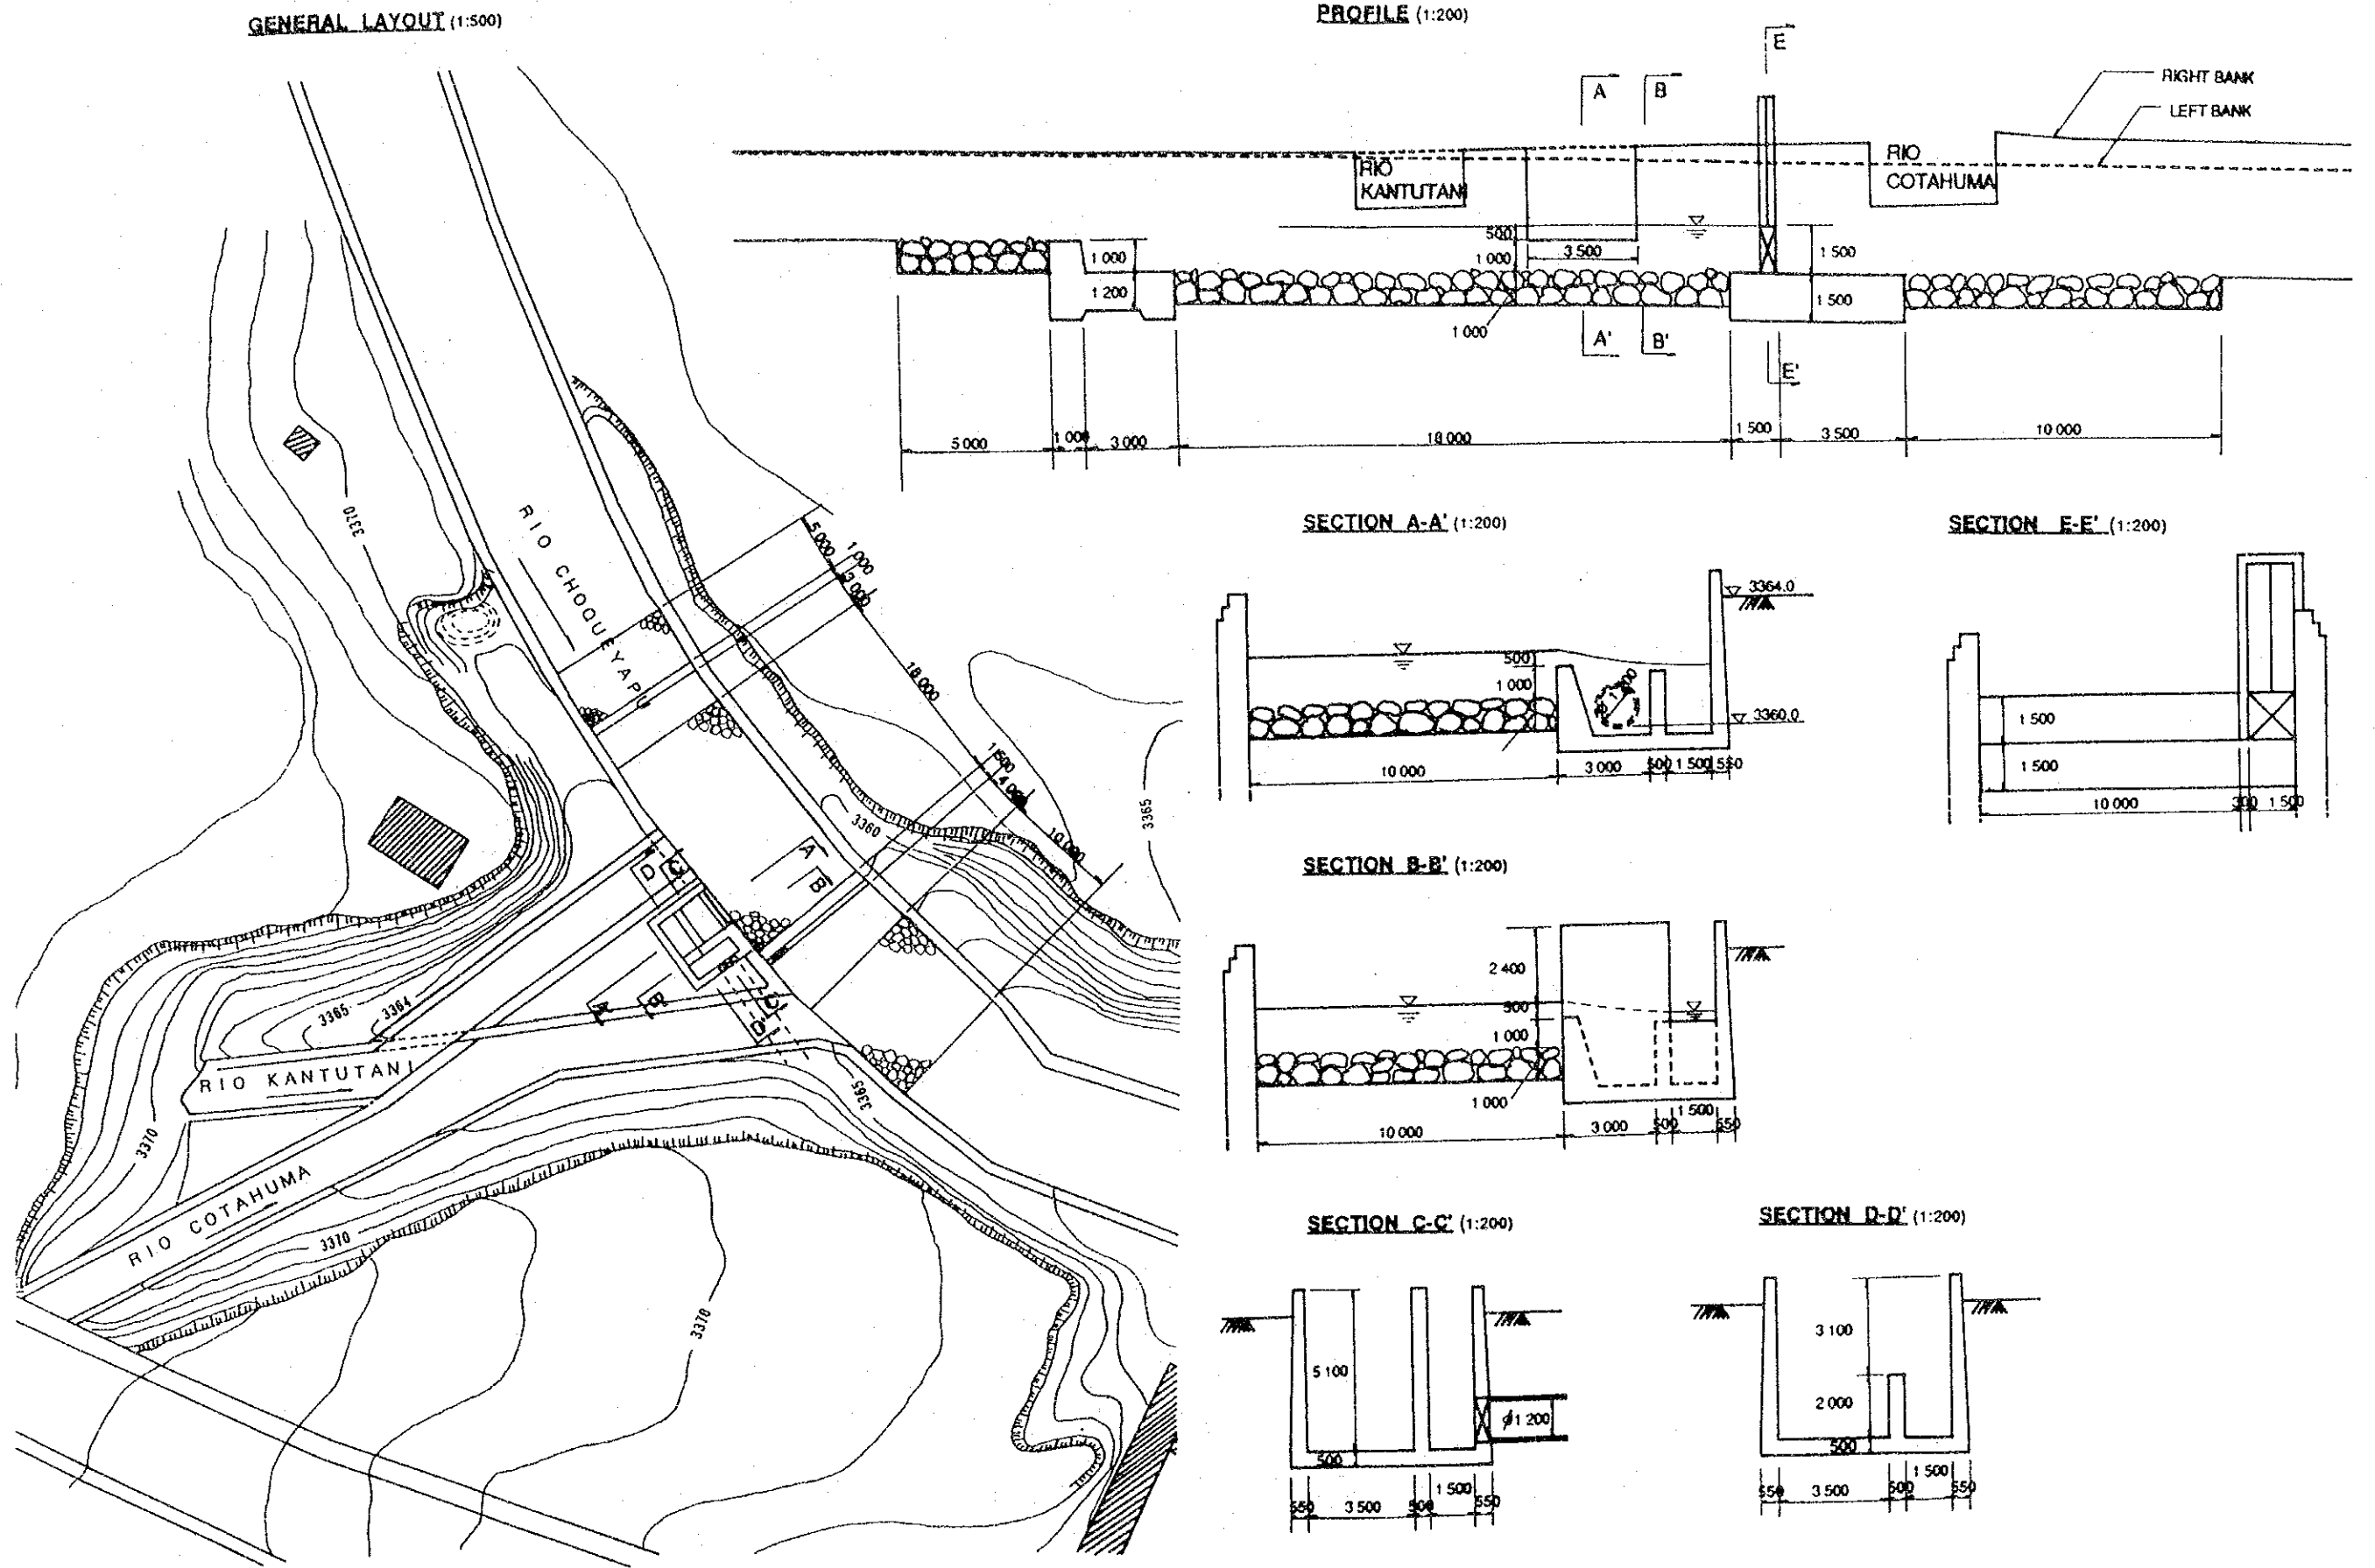 GENERAL LAYOUT (1:500)
3370
RIO CHOQUEYAPU
5 000
1 000
3 000
18 000
1 500
10 000
3360
3365
A
B
D
C
A'
B'
C'
D'
3365
3364
RIO KANTUTANI
3365
3370
RIO COTAHUMA
3370
3370
PROFILE (1:200)
E
A
B
RIGHT BANK
LEFT BANK
RIO
KANTUTANI
RIO
COTAHUMA
500
1 000
3 500
1 000
1 200
1 500
1 500
1 000
A'
B'
E'
5 000
1 000
3 000
18 000
1 500
3 500
10 000
SECTION A-A' (1:200)
3364.0
500
1 000
3360.0
10 000
3 000
500
1 500
550
SECTION E-E' (1:200)
1 500
1 500
10 000
300
1 500
SECTION B-B' (1:200)
2 400
500
1 000
1 000
10 000
3 000
500
1 500
550
SECTION C-C' (1:200)
5 100
ϕ1 200
500
550
3 500
500
1 500
550
SECTION D-D' (1:200)
3 100
2 000
500
550
3 500
500
1 500
550